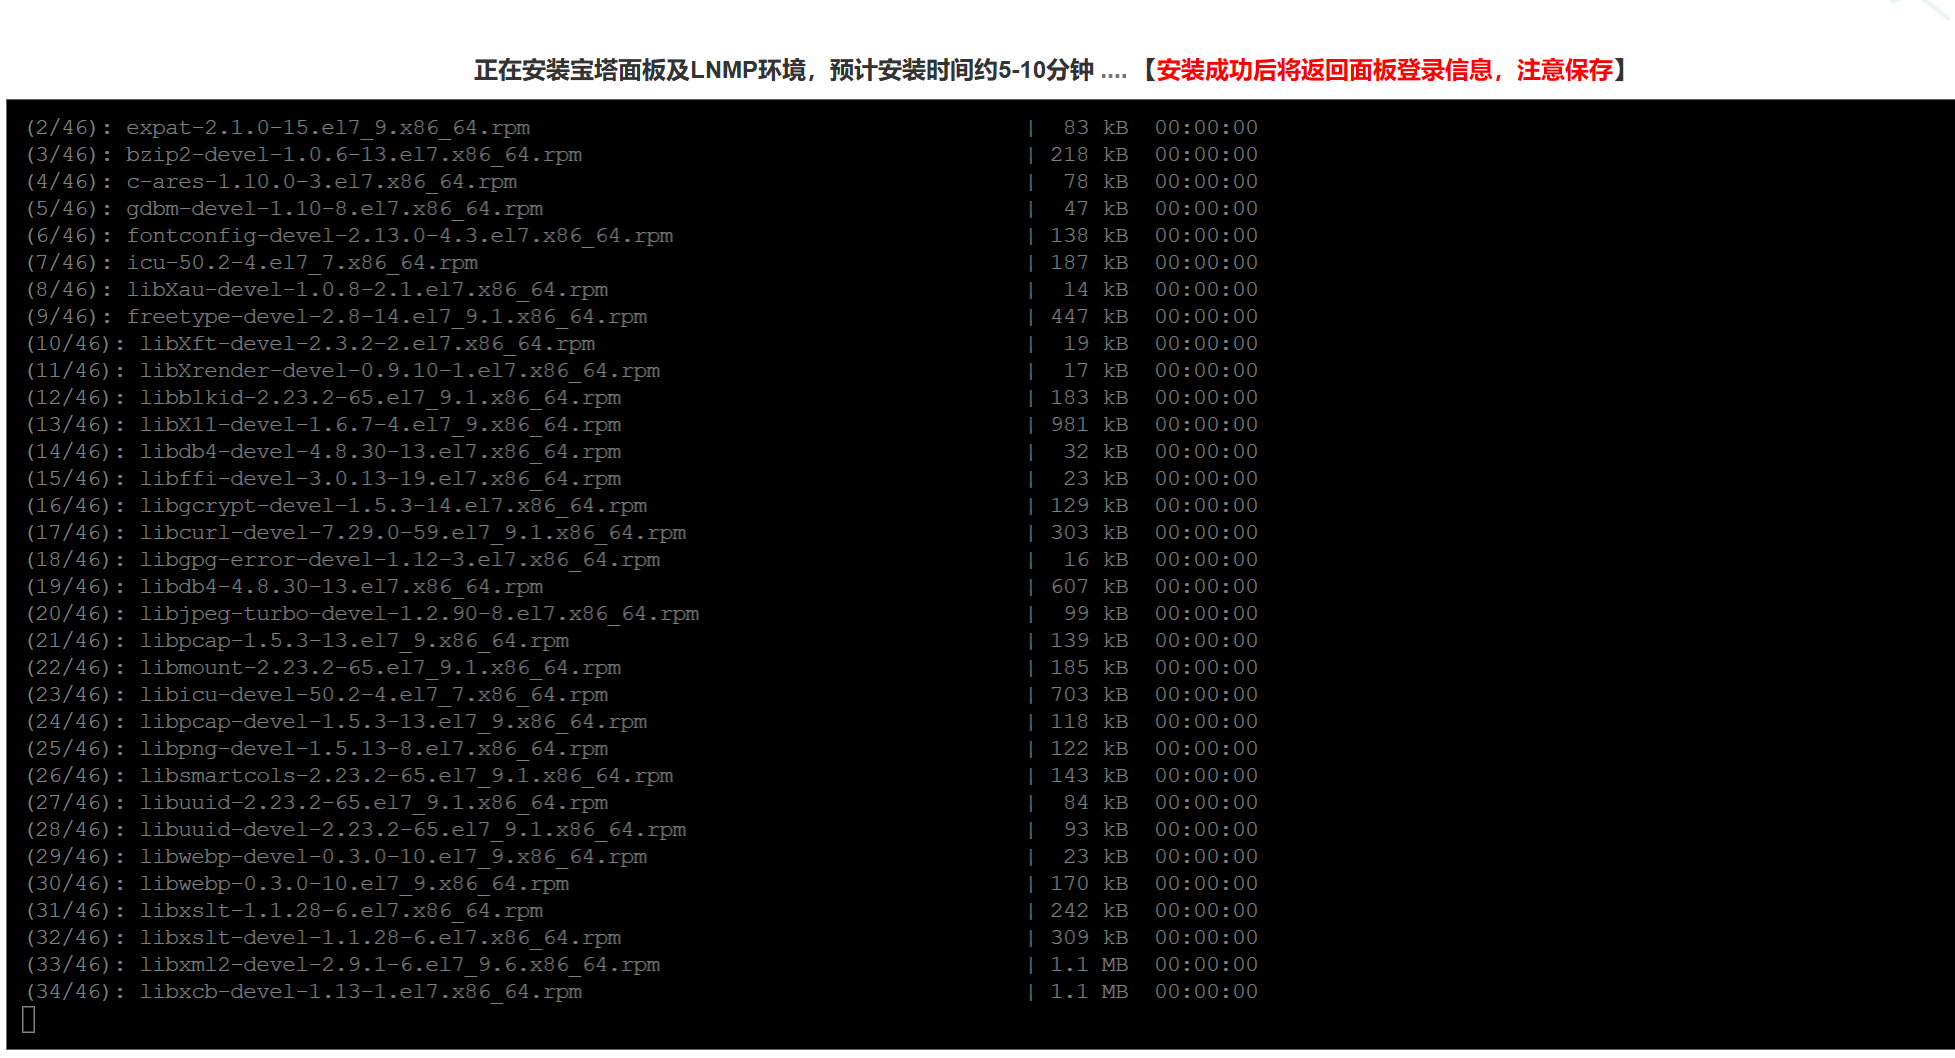 正在安装宝塔面板及LNMP环境，预计安装时间约5-10分钟 .... 【安装成功后将返回面板登录信息，注意保存】
(2/46): expat-2.1.0-15.el7_9.x86_64.rpm | 83 kB 00:00:00
(3/46): bzip2-devel-1.0.6-13.el7.x86_64.rpm | 218 kB 00:00:00
(4/46): c-ares-1.10.0-3.el7.x86_64.rpm | 78 kB 00:00:00
(5/46): gdbm-devel-1.10-8.el7.x86_64.rpm | 47 kB 00:00:00
(6/46): fontconfig-devel-2.13.0-4.3.el7.x86_64.rpm | 138 kB 00:00:00
(7/46): icu-50.2-4.el7_7.x86_64.rpm | 187 kB 00:00:00
(8/46): libXau-devel-1.0.8-2.1.el7.x86_64.rpm | 14 kB 00:00:00
(9/46): freetype-devel-2.8-14.el7_9.1.x86_64.rpm | 447 kB 00:00:00
(10/46): libXft-devel-2.3.2-2.el7.x86_64.rpm | 19 kB 00:00:00
(11/46): libXrender-devel-0.9.10-1.el7.x86_64.rpm | 17 kB 00:00:00
(12/46): libblkid-2.23.2-65.el7_9.1.x86_64.rpm | 183 kB 00:00:00
(13/46): libX11-devel-1.6.7-4.el7_9.x86_64.rpm | 981 kB 00:00:00
(14/46): libdb4-devel-4.8.30-13.el7.x86_64.rpm | 32 kB 00:00:00
(15/46): libffi-devel-3.0.13-19.el7.x86_64.rpm | 23 kB 00:00:00
(16/46): libgcrypt-devel-1.5.3-14.el7.x86_64.rpm | 129 kB 00:00:00
(17/46): libcurl-devel-7.29.0-59.el7_9.1.x86_64.rpm | 303 kB 00:00:00
(18/46): libgpg-error-devel-1.12-3.el7.x86_64.rpm | 16 kB 00:00:00
(19/46): libdb4-4.8.30-13.el7.x86_64.rpm | 607 kB 00:00:00
(20/46): libjpeg-turbo-devel-1.2.90-8.el7.x86_64.rpm | 99 kB 00:00:00
(21/46): libpcap-1.5.3-13.el7_9.x86_64.rpm | 139 kB 00:00:00
(22/46): libmount-2.23.2-65.el7_9.1.x86_64.rpm | 185 kB 00:00:00
(23/46): libicu-devel-50.2-4.el7_7.x86_64.rpm | 703 kB 00:00:00
(24/46): libpcap-devel-1.5.3-13.el7_9.x86_64.rpm | 118 kB 00:00:00
(25/46): libpng-devel-1.5.13-8.el7.x86_64.rpm | 122 kB 00:00:00
(26/46): libsmartcols-2.23.2-65.el7_9.1.x86_64.rpm | 143 kB 00:00:00
(27/46): libuuid-2.23.2-65.el7_9.1.x86_64.rpm | 84 kB 00:00:00
(28/46): libuuid-devel-2.23.2-65.el7_9.1.x86_64.rpm | 93 kB 00:00:00
(29/46): libwebp-devel-0.3.0-10.el7_9.x86_64.rpm | 23 kB 00:00:00
(30/46): libwebp-0.3.0-10.el7_9.x86_64.rpm | 170 kB 00:00:00
(31/46): libxslt-1.1.28-6.el7.x86_64.rpm | 242 kB 00:00:00
(32/46): libxslt-devel-1.1.28-6.el7.x86_64.rpm | 309 kB 00:00:00
(33/46): libxml2-devel-2.9.1-6.el7_9.6.x86_64.rpm | 1.1 MB 00:00:00
(34/46): libxcb-devel-1.13-1.el7.x86_64.rpm | 1.1 MB 00:00:00